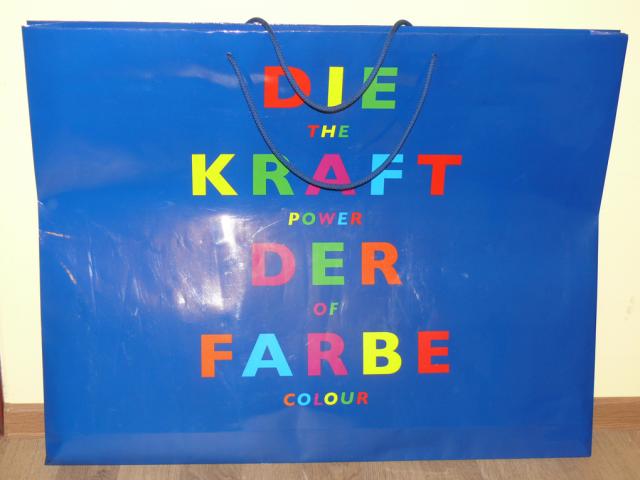 DIE
THE
KRAFT
POWER
DER
OF
FARBE
COLOUR